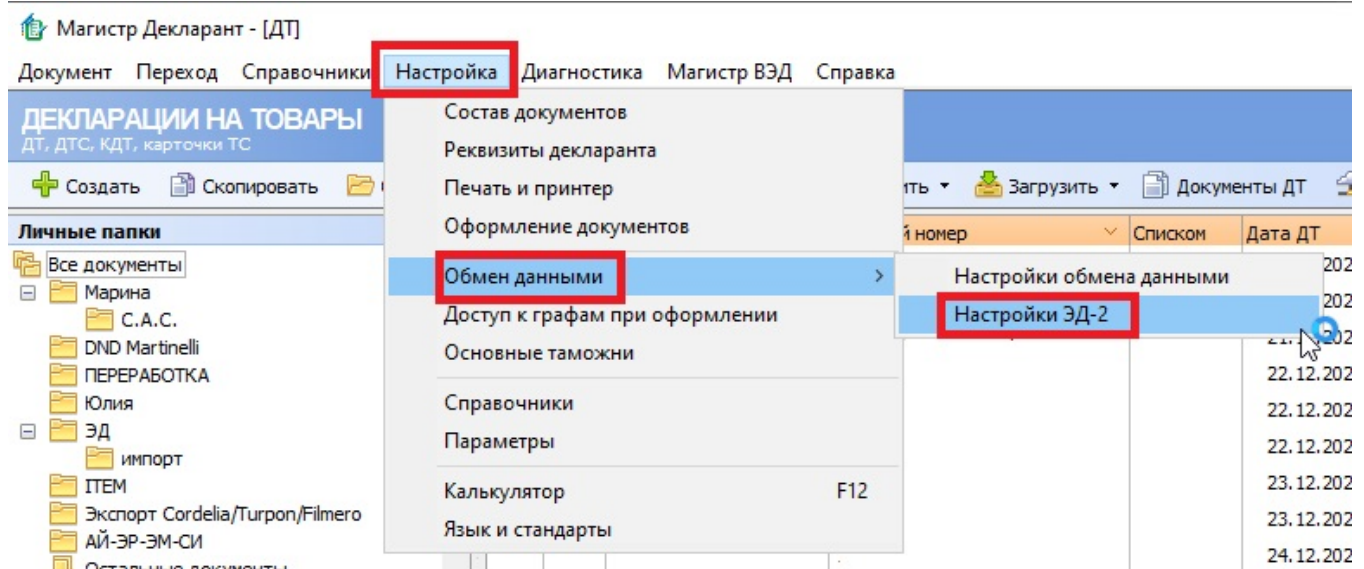 Магистр Декларант - [ДТ]
Документ Переход Справочники Настройка Диагностика Магистр ВЭД Справка
ДЕКЛАРАЦИИ НА ТОВАРЫ
ДТ, ДТС, КДТ, карточки ТС
Создать Скопировать Загрузить Документы ДТ
Личные папки
номер Списком Дата ДТ
Все документы
Марина
С.А.С.
DND Martinelli
ПЕРЕРАБОТКА
Юлия
ЭД
импорт
ITEM
Экспорт Cordelia/Turpon/Filmero
АЙ-ЭР-ЭМ-СИ
Остальные документы
Состав документов
Реквизиты декларанта
Печать и принтер
Оформление документов
Обмен данными
Доступ к графам при оформлении
Основные таможни
Справочники
Параметры
Калькулятор F12
Язык и стандарты
Настройки обмена данными
Настройки ЭД-2
22.12.202
22.12.202
22.12.202
23.12.202
23.12.202
24.12.202